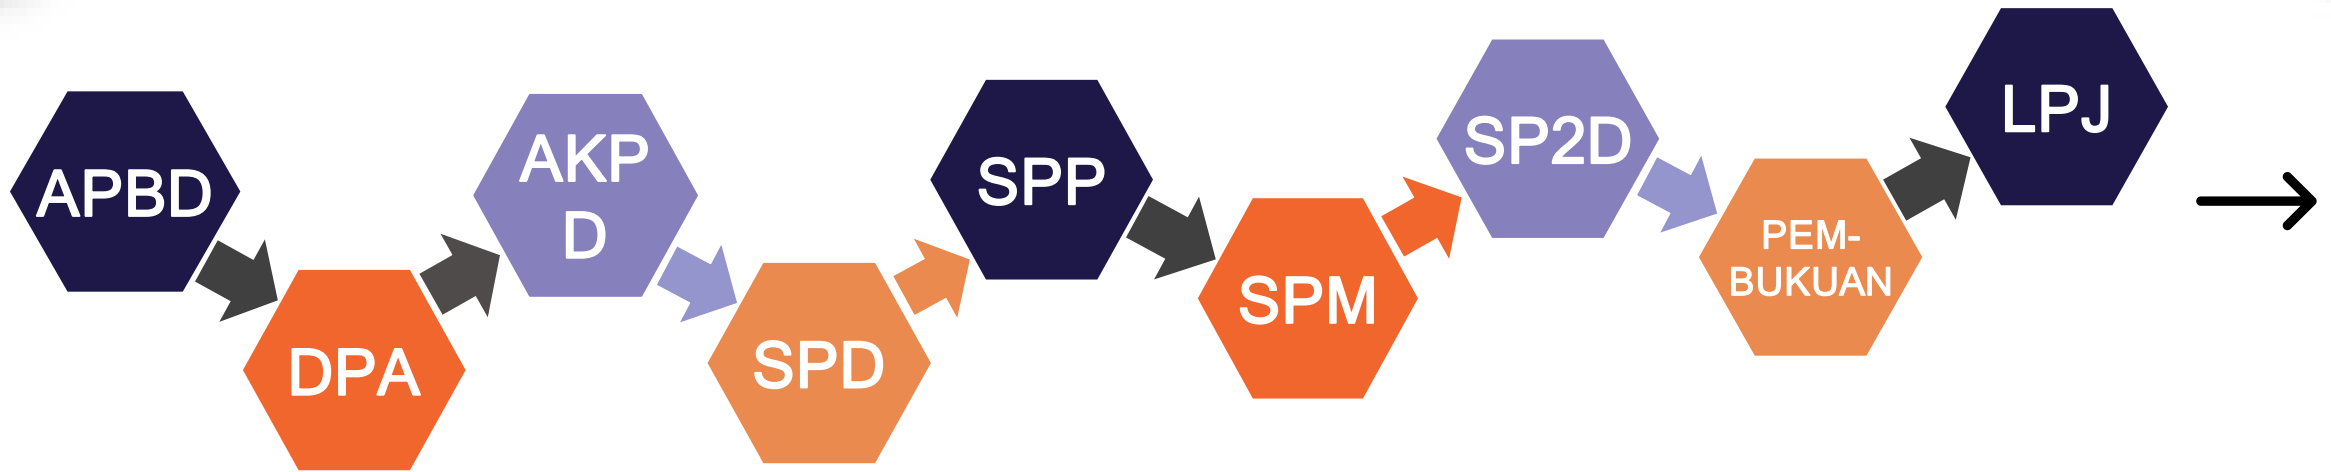 APBD
DPA
AKP
D
SPD
SPP
SPM
SP2D
PEM-
BUKUAN
LPJ